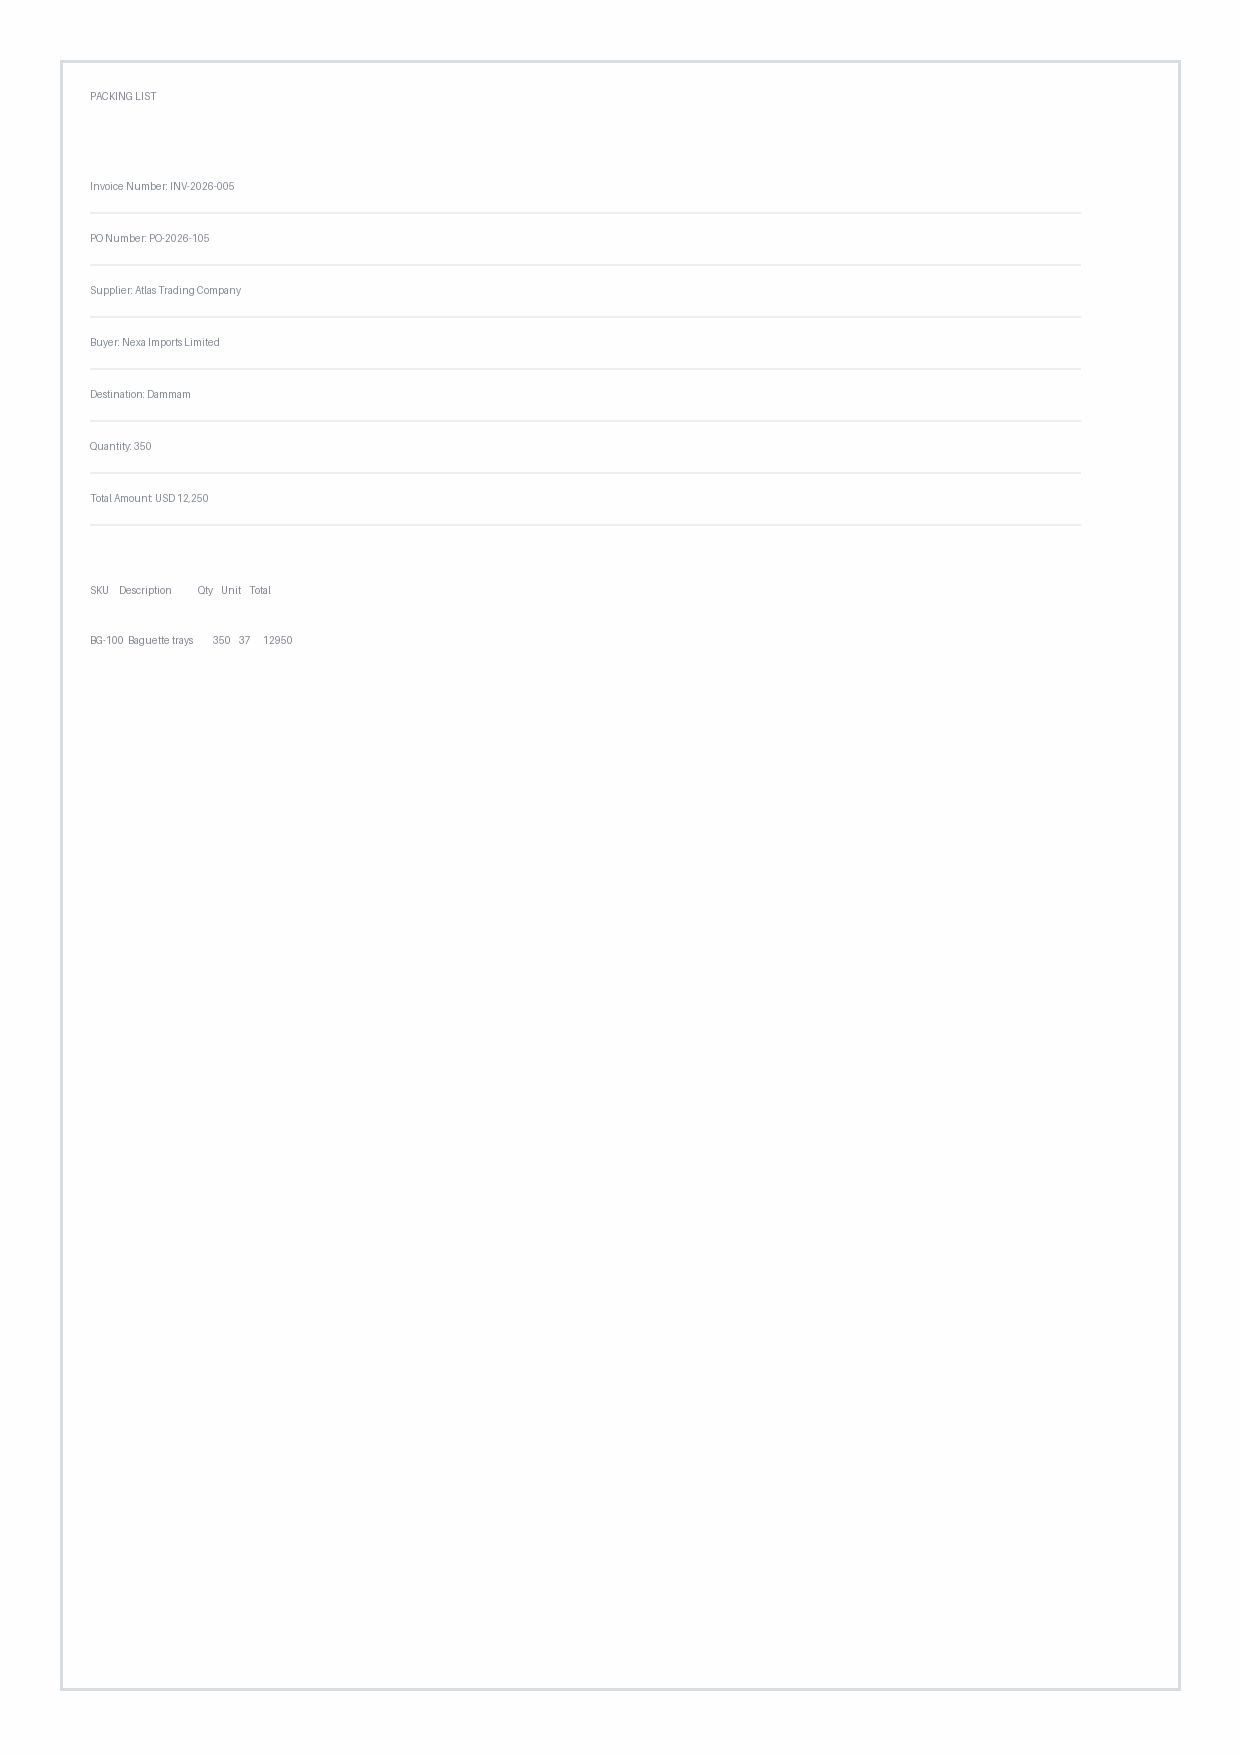 PACKING LIST
Invoice Number: INV-2026-005
PO Number: PO-2026-105
Supplier: Atlas Trading Company
Buyer: Nexa Imports Limited
Destination: Dammam
Quantity: 350
Total Amount: USD 12,250
SKU Description Qty Unit Total
BG-100 Baguette trays 350 37 12950